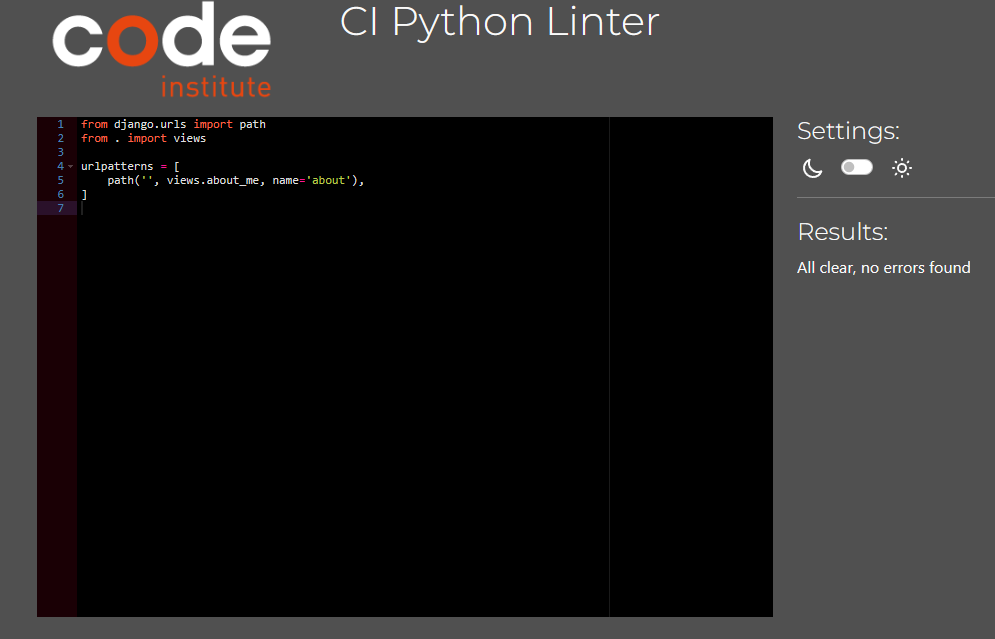 code
institute
CI Python Linter
1 from django.urls import path
2 from . import views
3
4 urlpatterns = [
5     path('', views.about_me, name='about'),
6 ]
7
Settings:
Results:
All clear, no errors found